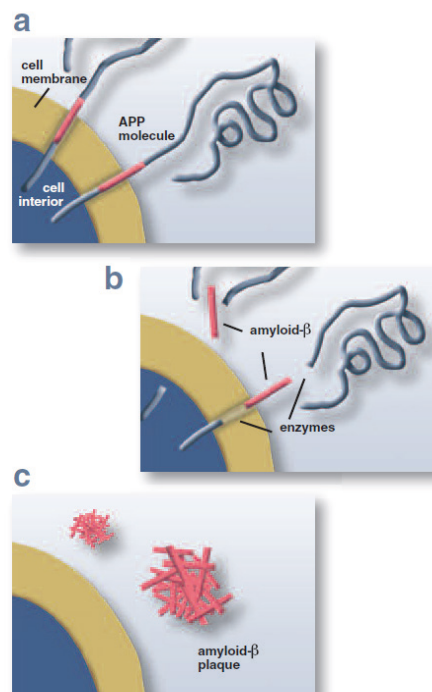 a
cell
membrane
APP
molecule
cell
interior
b
amyloid-β
enzymes
c
amyloid-β
plaque